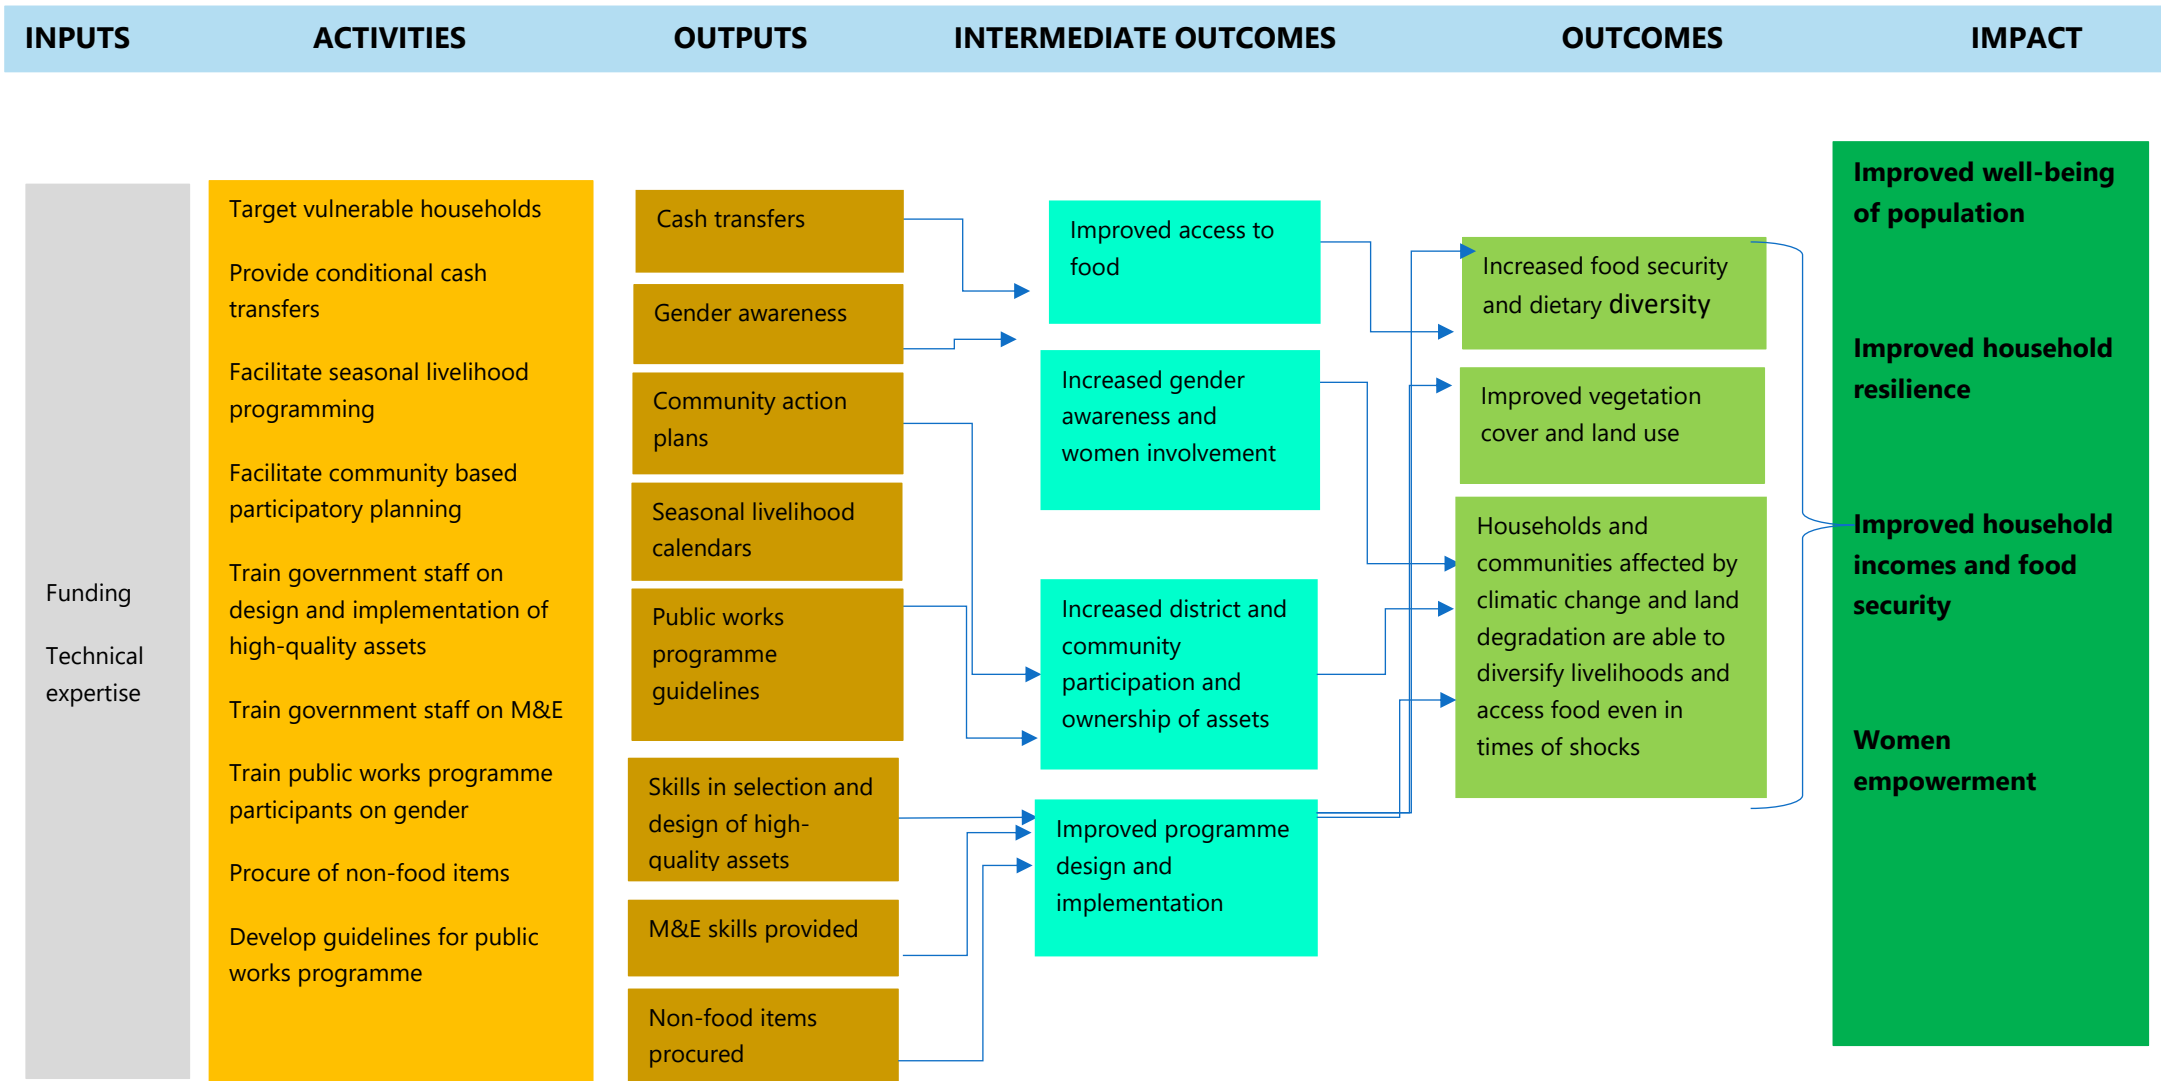 INPUTS ACTIVITIES OUTPUTS INTERMEDIATE OUTCOMES OUTCOMES IMPACT
Funding
Technical
expertise
Target vulnerable households
Provide conditional cash
transfers
Facilitate seasonal livelihood
programming
Facilitate community based
participatory planning
Train government staff on
design and implementation of
high-quality assets
Train government staff on M&E
Train public works programme
participants on gender
Procure of non-food items
Develop guidelines for public
works programme
Cash transfers
Gender awareness
Community action
plans
Seasonal livelihood
calendars
Public works
programme
guidelines
Skills in selection and
design of high-
quality assets
M&E skills provided
Non-food items
procured
Improved access to
food
Increased gender
awareness and
women involvement
Increased district and
community
participation and
ownership of assets
Improved programme
design and
implementation
Increased food security
and dietary diversity
Improved vegetation
cover and land use
Households and
communities affected by
climatic change and land
degradation are able to
diversify livelihoods and
access food even in
times of shocks
Improved well-being
of population
Improved household
resilience
Improved household
incomes and food
security
Women
empowerment